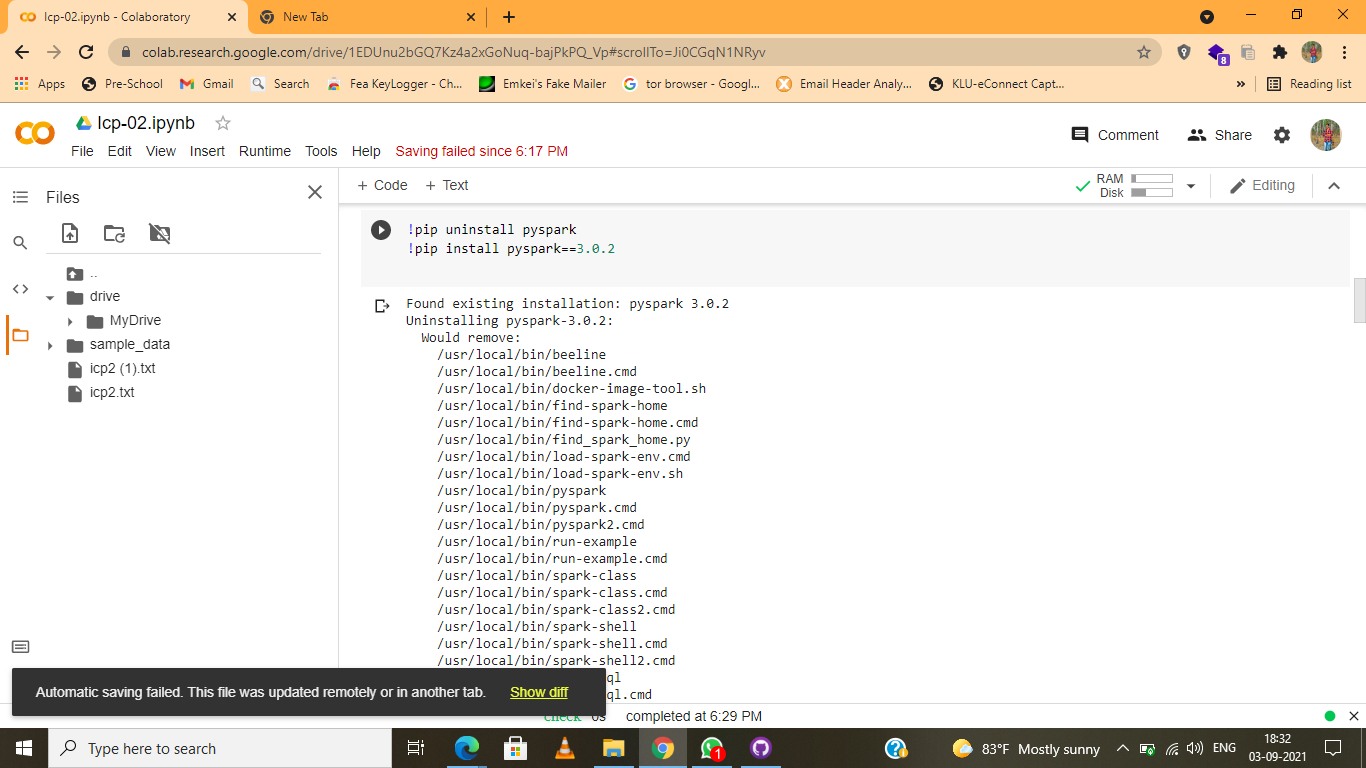 Icp-02.ipynb - Colaboratory
New Tab
colab.research.google.com/drive/1EDUnu2bGQ7Kz4a2xGoNuq-bajPkPQ_Vp#scrollTo=Ji0CGqN1NRyv
8
Apps
Pre-School
Gmail
Search
Fea KeyLogger - Ch...
Emkei's Fake Mailer
tor browser - Googl...
Email Header Analy...
KLU-eConnect Capt...
»
Reading list
Icp-02.ipynb
Comment
Share
File Edit View Insert Runtime Tools Help Saving failed since 6:17 PM
Files
+ Code + Text
RAM
Disk
Editing
..
drive
MyDrive
sample_data
icp2 (1).txt
icp2.txt
!pip uninstall pyspark
!pip install pyspark==3.0.2
Found existing installation: pyspark 3.0.2
Uninstalling pyspark-3.0.2:
Would remove:
/usr/local/bin/beeline
/usr/local/bin/beeline.cmd
/usr/local/bin/docker-image-tool.sh
/usr/local/bin/find-spark-home
/usr/local/bin/find-spark-home.cmd
/usr/local/bin/find_spark_home.py
/usr/local/bin/load-spark-env.cmd
/usr/local/bin/load-spark-env.sh
/usr/local/bin/pyspark
/usr/local/bin/pyspark.cmd
/usr/local/bin/pyspark2.cmd
/usr/local/bin/run-example
/usr/local/bin/run-example.cmd
/usr/local/bin/spark-class
/usr/local/bin/spark-class.cmd
/usr/local/bin/spark-class2.cmd
/usr/local/bin/spark-shell
/usr/local/bin/spark-shell.cmd
/usr/local/bin/spark-shell2.cmd
ql
ql.cmd
Automatic saving failed. This file was updated remotely or in another tab. Show diff
check 0s completed at 6:29 PM
Type here to search
1
83°F Mostly sunny
ENG
18:32
03-09-2021